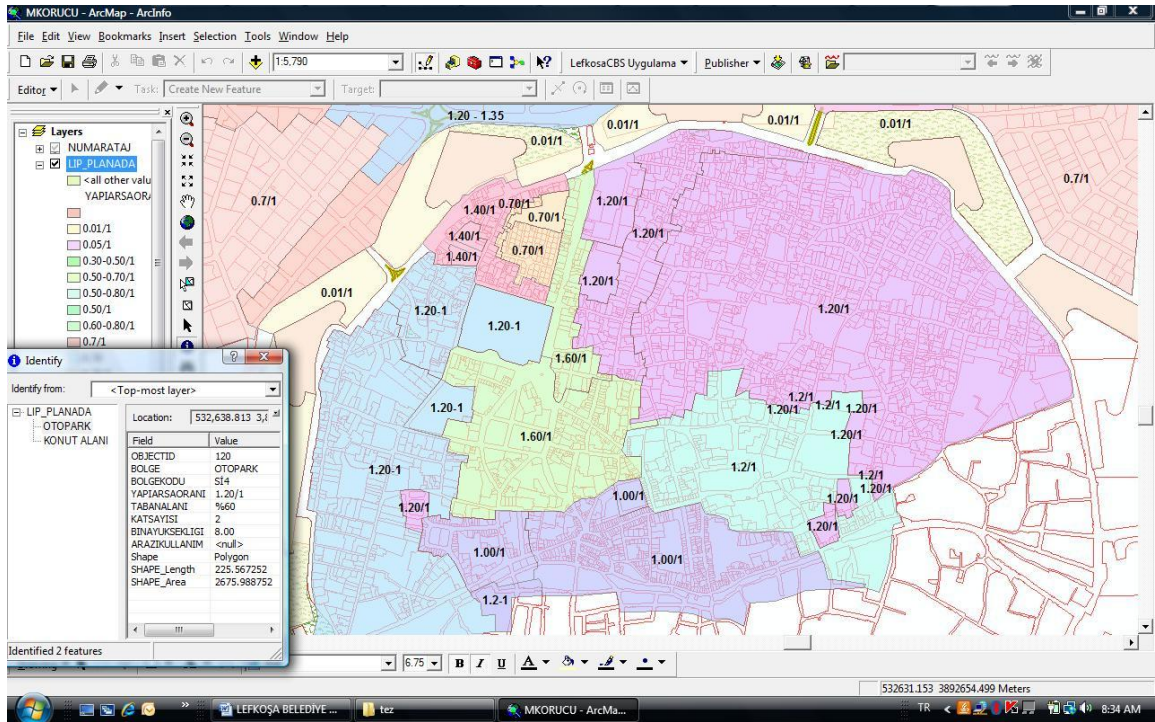 MKORUCU - ArcMap - ArcInfo
File Edit View Bookmarks Insert Selection Tools Window Help
1:5,790 LefkosaCBS Uygulama Publisher
Editor Task: Create New Feature Target:
Layers
NUMARATAJ
LIP_PLANADA
<all other valu
YAPIARSAORA
0.01/1
0.05/1
0.30-0.50/1
0.50-0.70/1
0.50-0.80/1
0.50/1
0.60-0.80/1
0.7/1
1.20 - 1.35
0.01/1
0.01/1
0.01/1
0.01/1
0.7/1
0.7/1
1.40/1
0.70/1
0.70/1
1.20/1
1.40/1
1.20/1
1.40/1
0.70/1
1.20/1
0.01/1
1.20-1
1.20-1
1.20/1
1.60/1
1.20-1
1.2/1
1.20/1
1.2/1
1.20/1
1.60/1
1.20/1
1.20-1
1.2/1
1.2/1
1.20/1
1.00/1
1.20/1
1.20/1
1.20/1
1.00/1
1.00/1
1.2-1
Identify
Identify from: <Top-most layer>
LIP_PLANADA
OTOPARK
KONUT ALANI
Location: 532,638.813 3,8
Field Value
OBJECTID 120
BOLGE OTOPARK
BOLGEKODU Sİ4
YAPIARSAORANI 1.20/1
TABANALANI %60
KATSAYISI 2
BINAYUKSEKLIGI 8.00
ARAZIKULLANIM <null>
Shape Polygon
SHAPE_Length 225.567252
SHAPE_Area 2675.988752
Identified 2 features
6.75 B I U A
532631.153 3892654.499 Meters
LEFKOŞA BELEDİYE ... tez MKORUCU - ArcMa... TR 8:34 AM